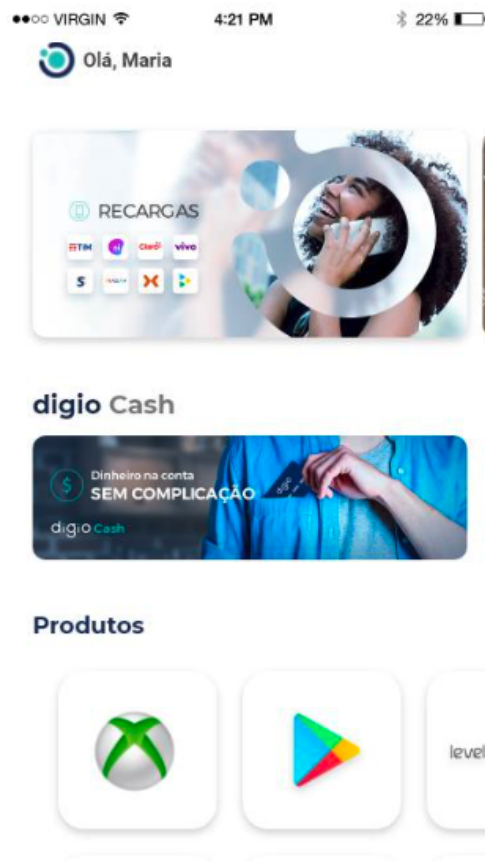 VIRGIN
4:21 PM
22%
Olá, Maria
RECARGAS
TIM
oi
Claro
vivo
S
digio Cash
Dinheiro na conta
$
SEM COMPLICAÇÃO
digio Cash
Produtos
level